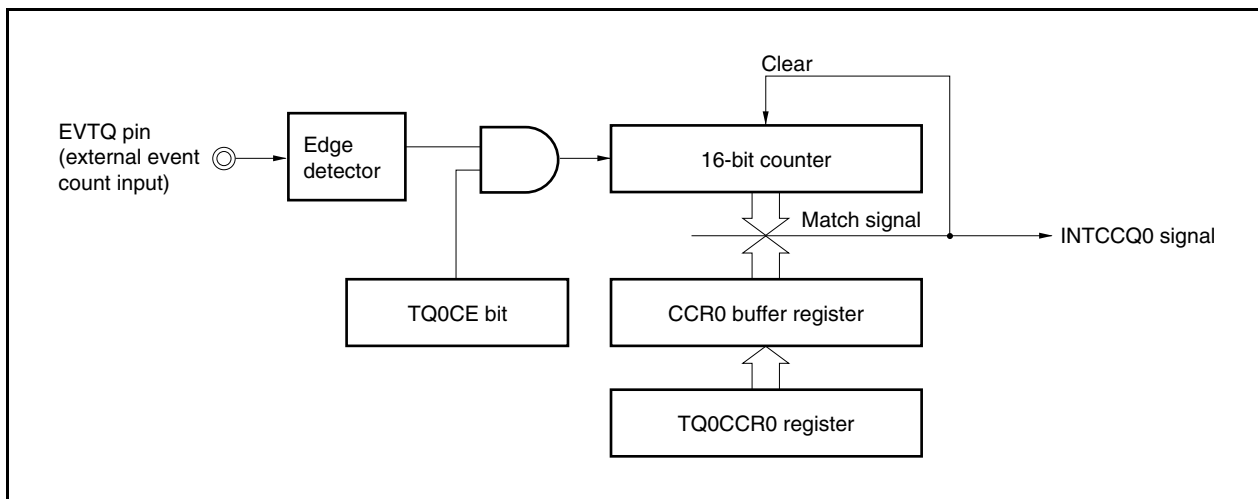 Clear
EVTQ pin
(external event
count input)
Edge
detector
16-bit counter
Match signal
INTCCQ0 signal
TQ0CE bit
CCR0 buffer register
TQ0CCR0 register